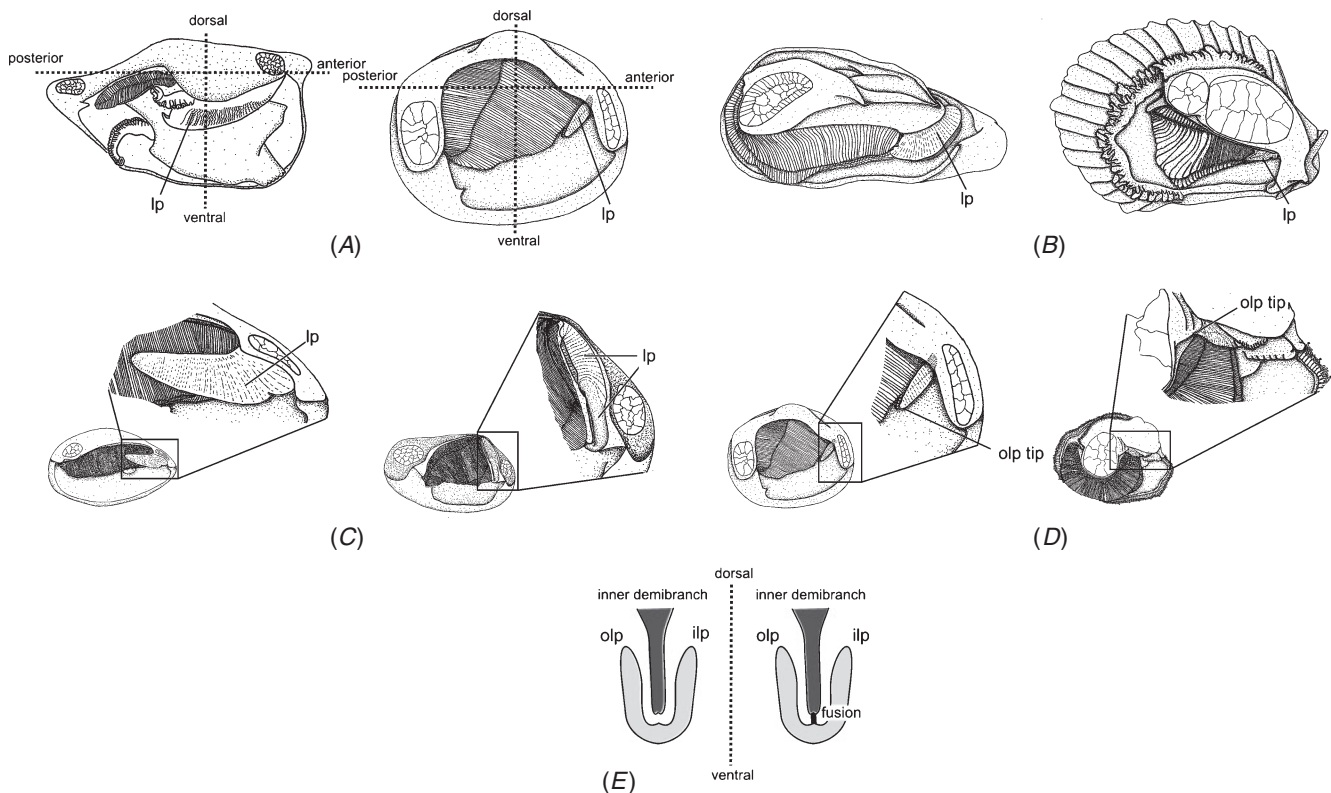 dorsal
posterior
anterior
lp
ventral
dorsal
posterior
anterior
lp
ventral
(A)
lp
lp
(B)
lp
lp
(C)
olp tip
olp tip
(D)
dorsal
inner demibranch
inner demibranch
olp
ilp
olp
ilp
fusion
ventral
(E)